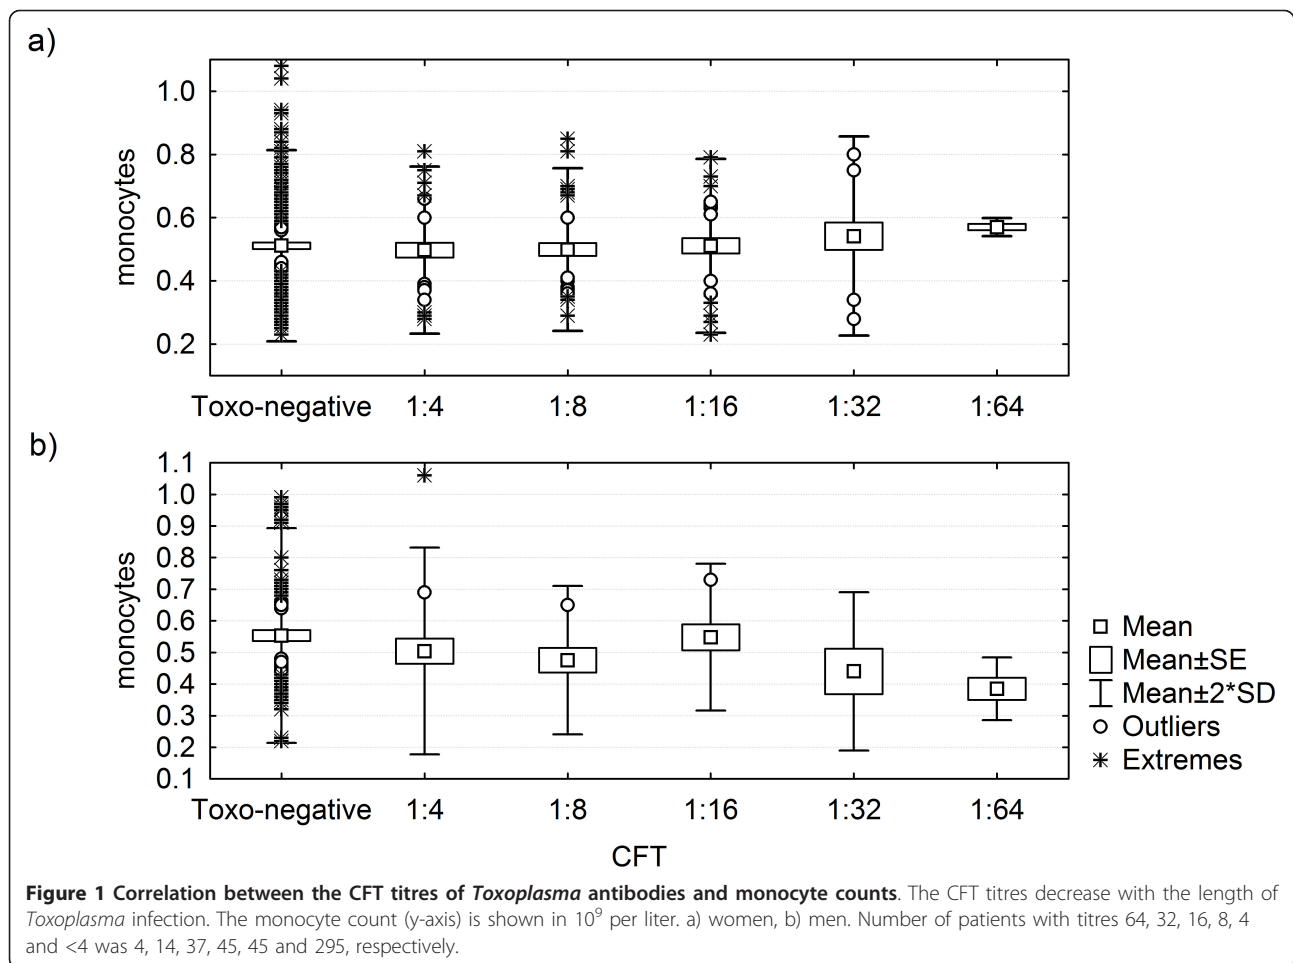 a)
monocytes
1.0
0.8
0.6
0.4
0.2
Toxo-negative 1:4 1:8 1:16 1:32 1:64
b)
monocytes
1.1
1.0
0.9
0.8
0.7
0.6
0.5
0.4
0.3
0.2
0.1
Toxo-negative 1:4 1:8 1:16 1:32 1:64
CFT
Mean
Mean±SE
Mean±2*SD
Outliers
Extremes
Figure 1 Correlation between the CFT titres of Toxoplasma antibodies and monocyte counts. The CFT titres decrease with the length of
Toxoplasma infection. The monocyte count (y-axis) is shown in 10⁹ per liter. a) women, b) men. Number of patients with titres 64, 32, 16, 8, 4
and <4 was 4, 14, 37, 45, 45 and 295, respectively.